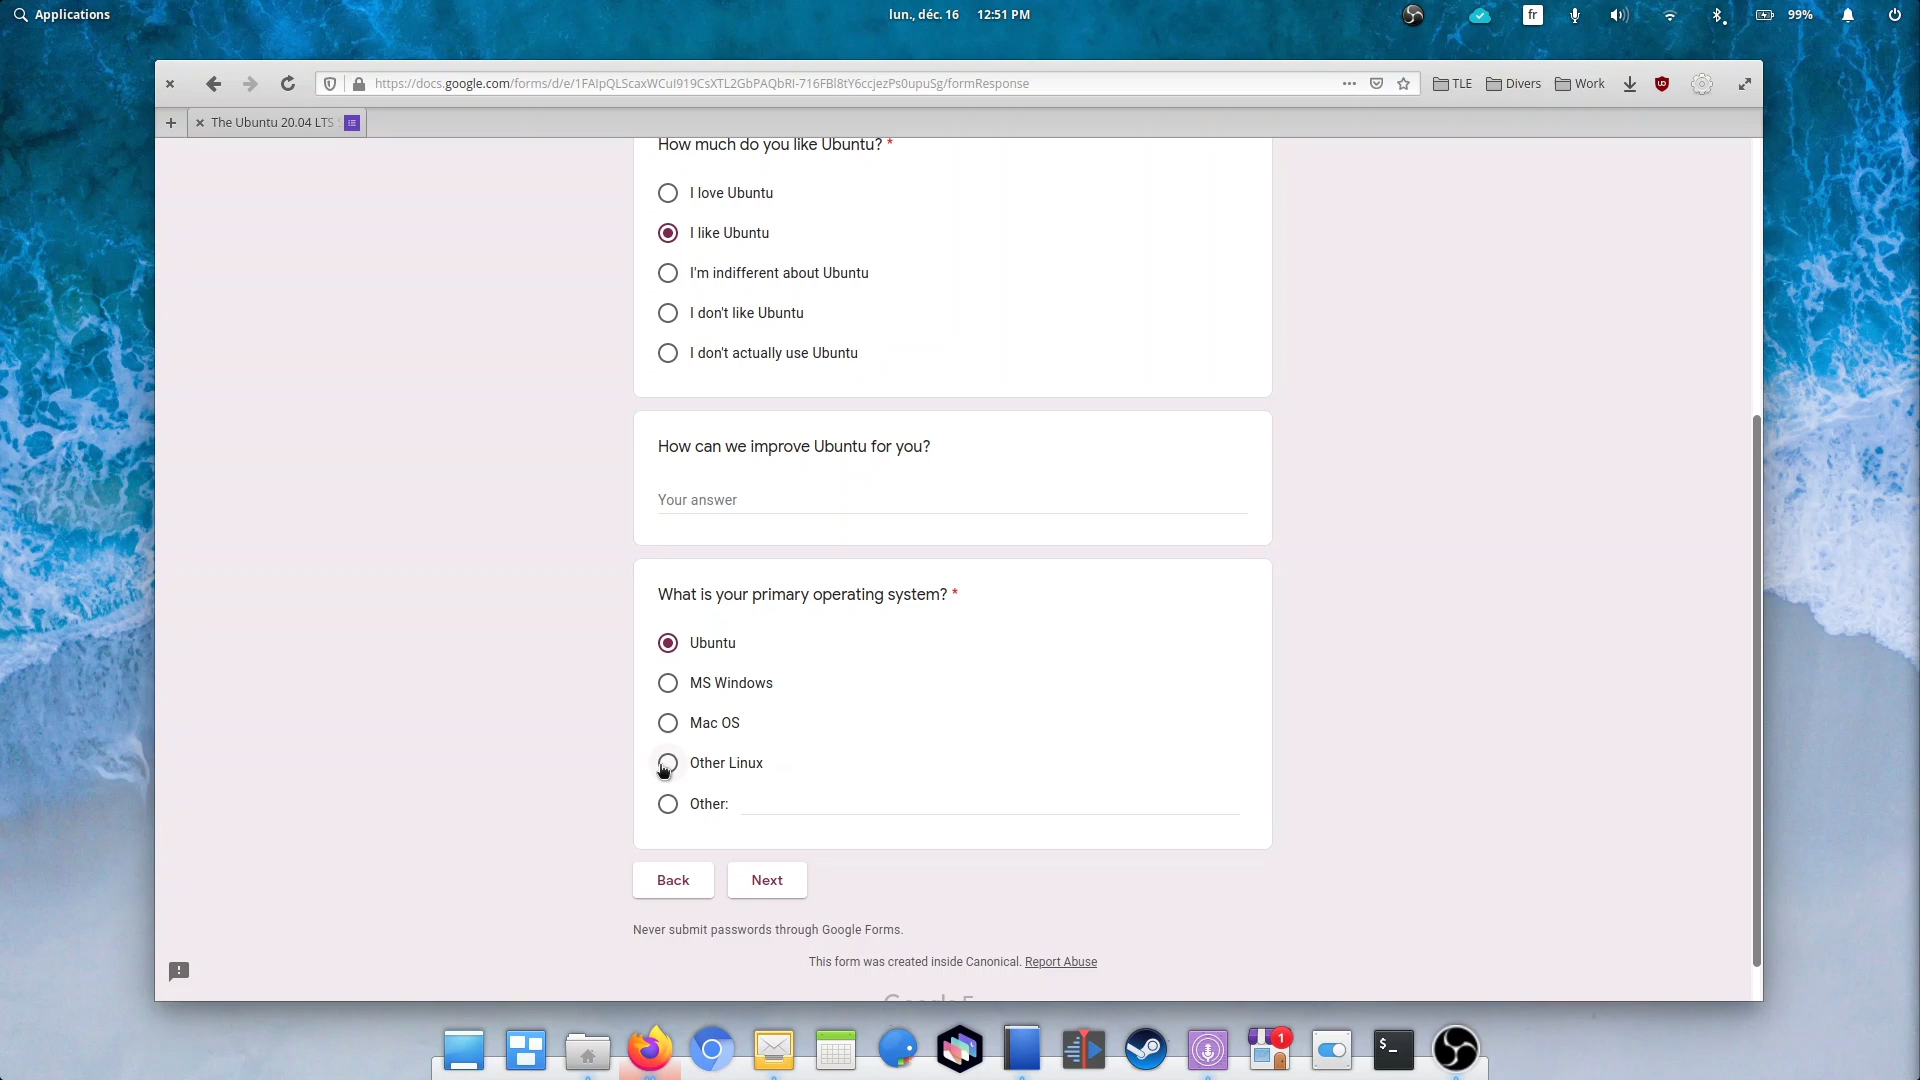 Applications
lun., déc. 16 12:51 PM
fr
99%
https://docs.google.com/forms/d/e/1FAIpQLScaxWCuI919CsXTL2GbPAQbRI-716FBl8tY6ccjezPs0upuSg/formResponse
TLE
Divers
Work
The Ubuntu 20.04 LTS
How much do you like Ubuntu? *
I love Ubuntu
I like Ubuntu
I'm indifferent about Ubuntu
I don't like Ubuntu
I don't actually use Ubuntu
How can we improve Ubuntu for you?
Your answer
What is your primary operating system? *
Ubuntu
MS Windows
Mac OS
Other Linux
Other:
Back
Next
Never submit passwords through Google Forms.
This form was created inside Canonical. Report Abuse
1